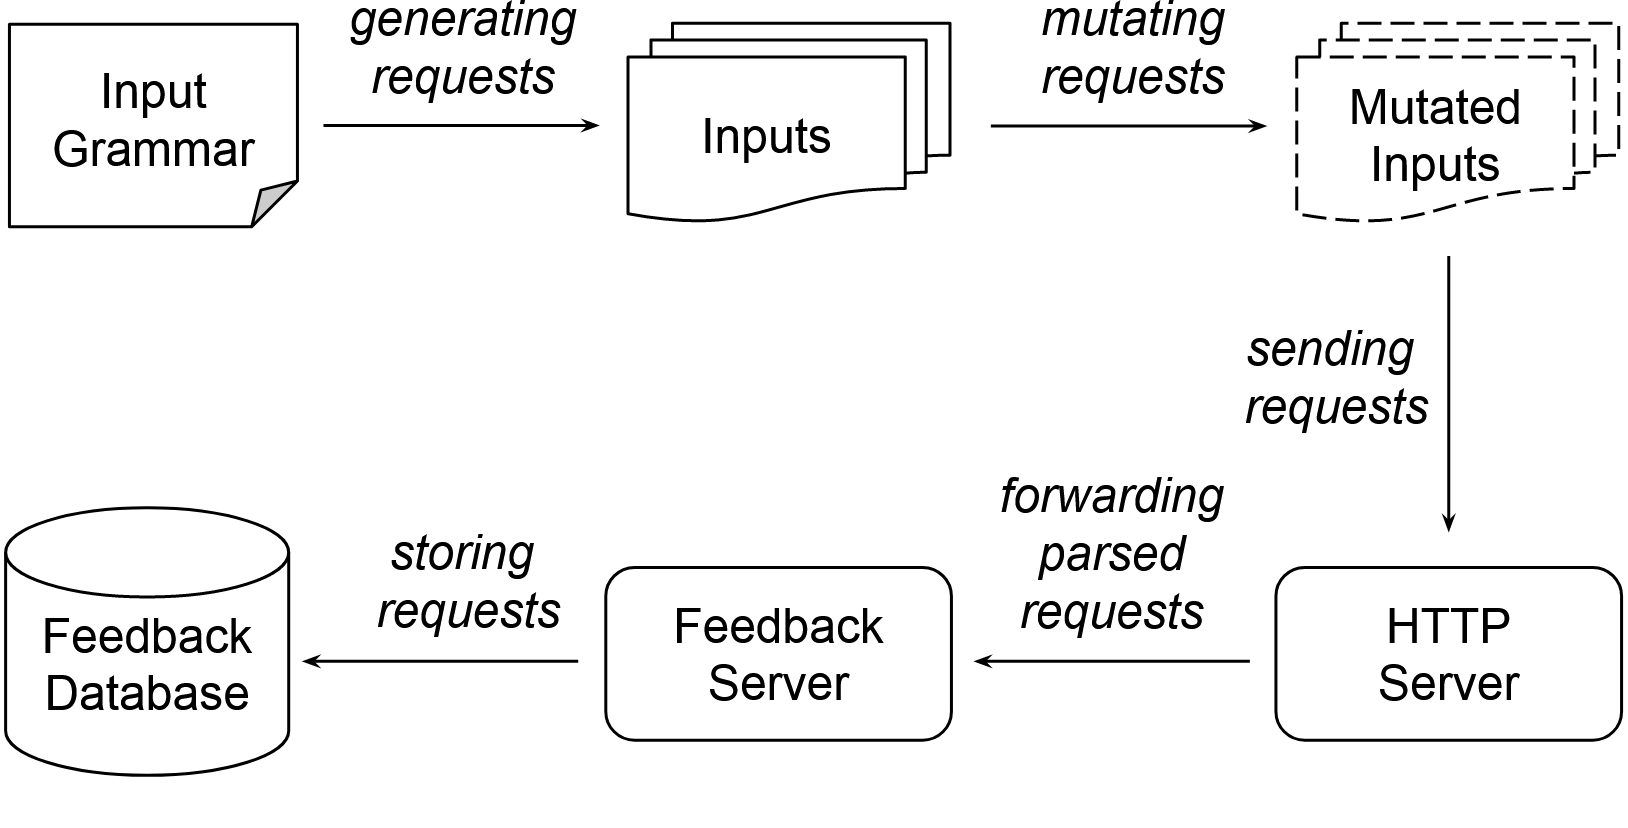 Input
Grammar
generating
requests
Inputs
mutating
requests
Mutated
Inputs
sending
requests
HTTP
Server
forwarding
parsed
requests
Feedback
Server
storing
requests
Feedback
Database